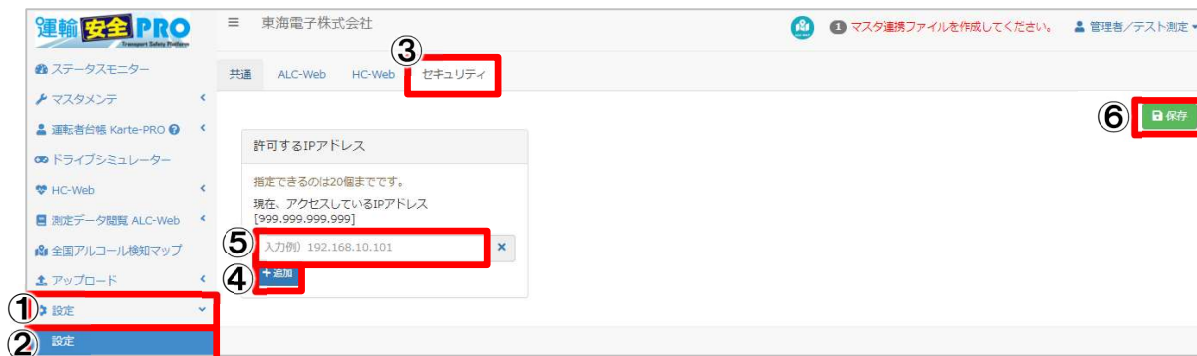 運輸安全PRO
Transport Safety Platform
≡ 東海電子株式会社
① マスタ連携ファイルを作成してください。
管理者/テスト測定
ステータスモニター
マスタメンテ
運転者台帳 Karte-PRO ?
ドライブシミュレーター
HC-Web
測定データ閲覧 ALC-Web
全国アルコール検知マップ
アップロード
① 設定
② 設定
③
共通 ALC-Web HC-Web セキュリティ
⑥ 保存
許可するIPアドレス
指定できるのは20個までです。
現在、アクセスしているIPアドレス
[999.999.999.999]
⑤ 入力例) 192.168.10.101 ×
④ +追加